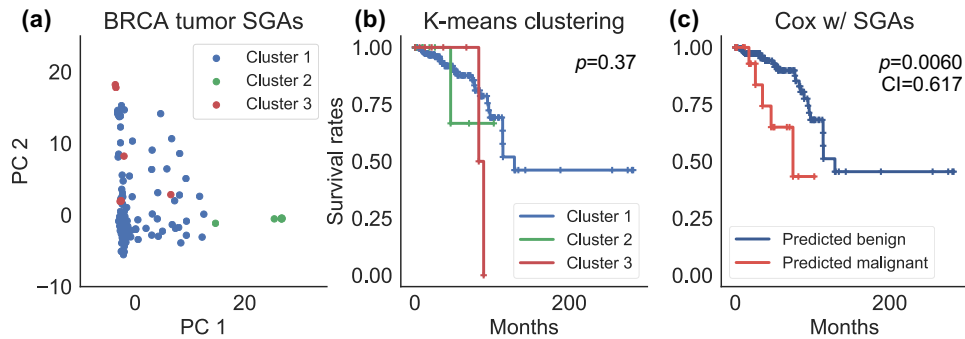 (a) BRCA tumor SGAs
Cluster 1
Cluster 2
Cluster 3
20
10
0
−10
PC 2
0 20
PC 1
(b) K-means clustering
p=0.37
1.00
0.75
0.50
0.25
0.00
Survival rates
Cluster 1
Cluster 2
Cluster 3
0 200
Months
(c) Cox w/ SGAs
p=0.0060
CI=0.617
1.00
0.75
0.50
0.25
0.00
Predicted benign
Predicted malignant
0 200
Months